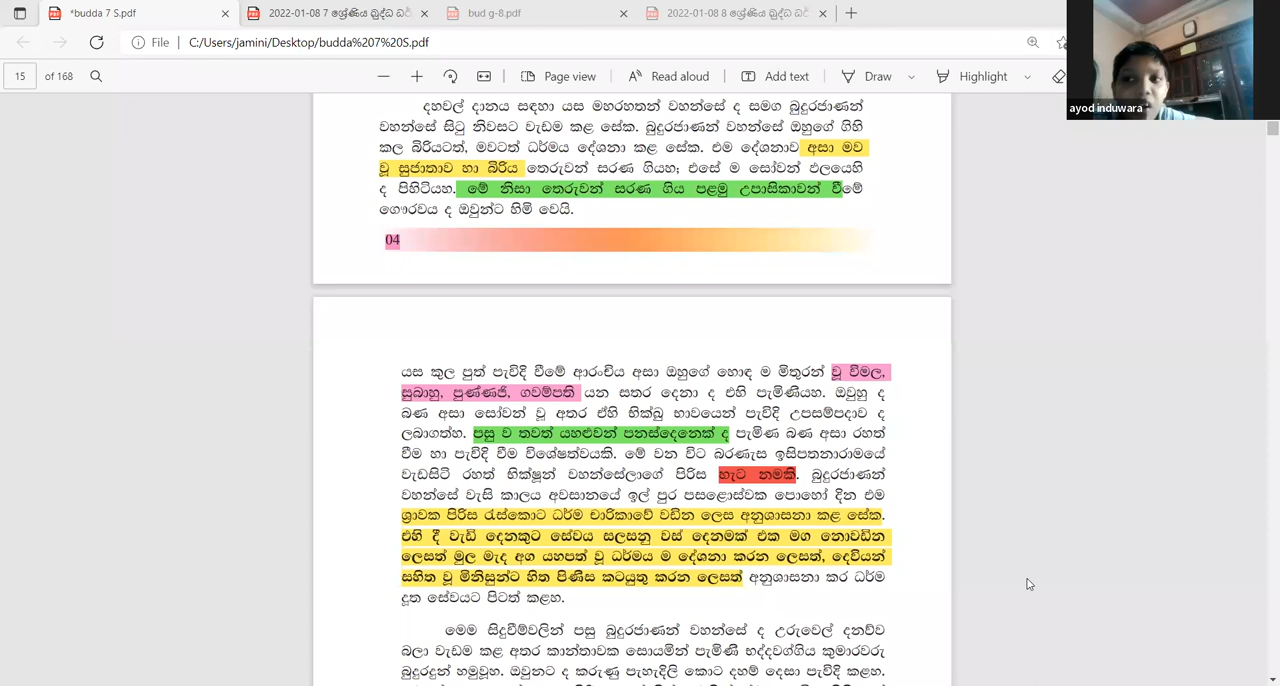 *budda 7 S.pdf
2022-01-08 7 ශ්‍රේණිය බුද්ධ ධර්
bud g-8.pdf
2022-01-08 8 ශ්‍රේණිය බුද්ධ ධර්
File
C:/Users/jamini/Desktop/budda%207%20S.pdf
15 of 168
Page view
Read aloud
Add text
Draw
Highlight
ayod induwara
දහවල් දානය සඳහා යස මහරහතන් වහන්සේ ද සමග බුදුරජාණන්
වහන්සේ සිටු නිවසට වැඩම කළ සේක. බුදුරජාණන් වහන්සේ ඔහුගේ ගිහි
කල බිරියටත්, මවටත් ධර්මය දේශනා කළ සේක. එම දේශනාව අසා මව
වූ සුජාතාව හා බිරිය තෙරුවන් සරණ ගියහ; එසේ ම සෝවන් ඵලයෙහි
ද පිහිටියහ. මේ නිසා තෙරුවන් සරණ ගිය පළමු උපාසිකාවන් වීමේ
ගෞරවය ද ඔවුන්ට හිමි වෙයි.
04
යස කුල පුත් පැවිදි වීමේ ආරංචිය අසා ඔහුගේ හොඳ ම මිතුරන් වූ විමල,
සුබාහු, පුණ්ණජි, ගවම්පති යන සතර දෙනා ද එහි පැමිණියහ. ඔවුහු ද
බණ අසා සෝවන් වූ අතර ඒහි භික්ඛු භාවයෙන් පැවිදි උපසම්පදාව ද
ලබාගත්හ. පසු ව තවත් යහළුවන් පනස්දෙනෙක් ද පැමිණ බණ අසා රහත්
වීම හා පැවිදි වීම විශේෂත්වයකි. මේ වන විට බරණැස ඉසිපතනාරාමයේ
වැඩසිටි රහත් භික්ෂූන් වහන්සේලාගේ පිරිස හැට නමකි. බුදුරජාණන්
වහන්සේ වැසි කාලය අවසානයේ ඉල් පුර පසළොස්වක පොහෝ දින එම
ශ්‍රාවක පිරිස රැස්කොට ධර්ම චාරිකාවේ වඩින ලෙස අනුශාසනා කළ සේක.
එහි දී වැඩි දෙනකුට සේවය සලසනු වස් දෙනමක් එක මග නොවඩින
ලෙසත් මුල මැද අග යහපත් වූ ධර්මය ම දේශනා කරන ලෙසත්, දෙවියන්
සහිත වූ මිනිසුන්ට හිත පිණිස කටයුතු කරන ලෙසත් අනුශාසනා කර ධර්ම
දූත සේවයට පිටත් කළහ.
මෙම සිදුවීම්වලින් පසු බුදුරජාණන් වහන්සේ ද උරුවෙල් දනව්ව
බලා වැඩම කළ අතර කාන්තාවක සොයමින් පැමිණි භද්දවග්ගිය කුමාරවරු
බුදුරදුන් හමුවූහ. ඔවුනට ද කරුණු පැහැදිලි කොට දහම් දෙසා පැවිදි කළහ.